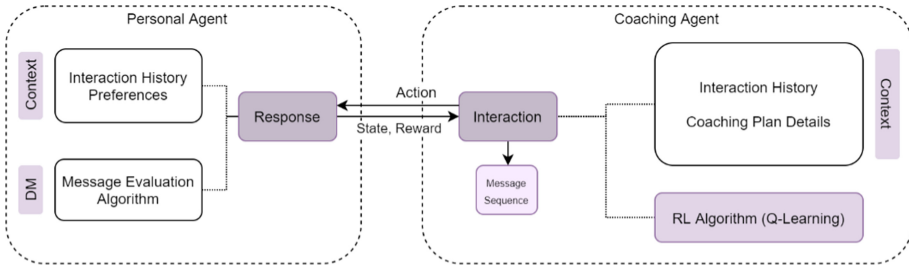 Personal Agent
Coaching Agent
Context
Interaction History
Preferences
DM
Message Evaluation
Algorithm
Response
Action
State, Reward
Interaction
Message
Sequence
Interaction History
Coaching Plan Details
Context
RL Algorithm (Q-Learning)